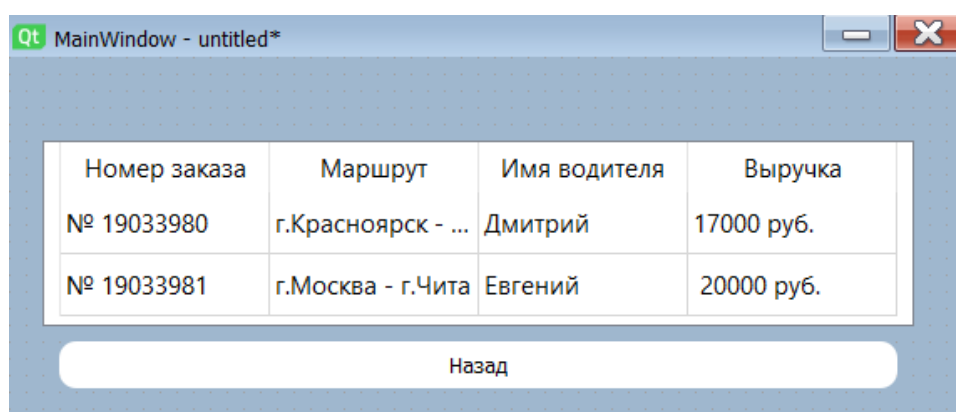 Qt MainWindow - untitled*
Номер заказа Маршрут Имя водителя Выручка
№ 19033980 г.Красноярск - ... Дмитрий 17000 руб.
№ 19033981 г.Москва - г.Чита Евгений 20000 руб.
Назад